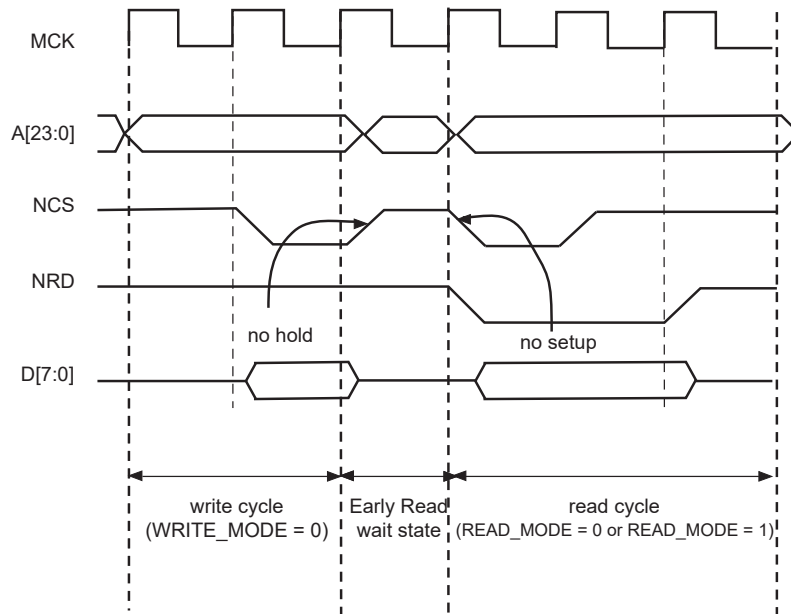 MCK
A[23:0]
NCS
NRD
no hold
no setup
D[7:0]
write cycle
(WRITE_MODE = 0)
Early Read
wait state
read cycle
(READ_MODE = 0 or READ_MODE = 1)